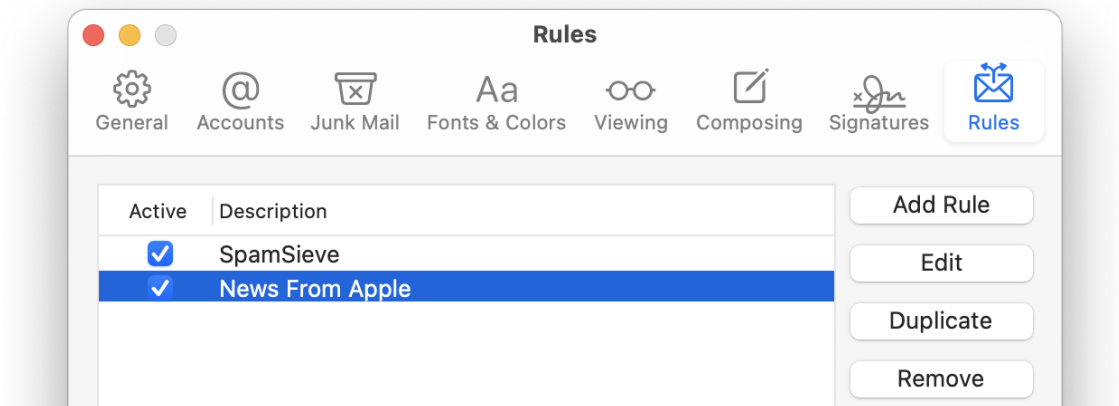 Rules
General Accounts Junk Mail Fonts & Colors Viewing Composing Signatures Rules
Active Description
SpamSieve
News From Apple
Add Rule
Edit
Duplicate
Remove